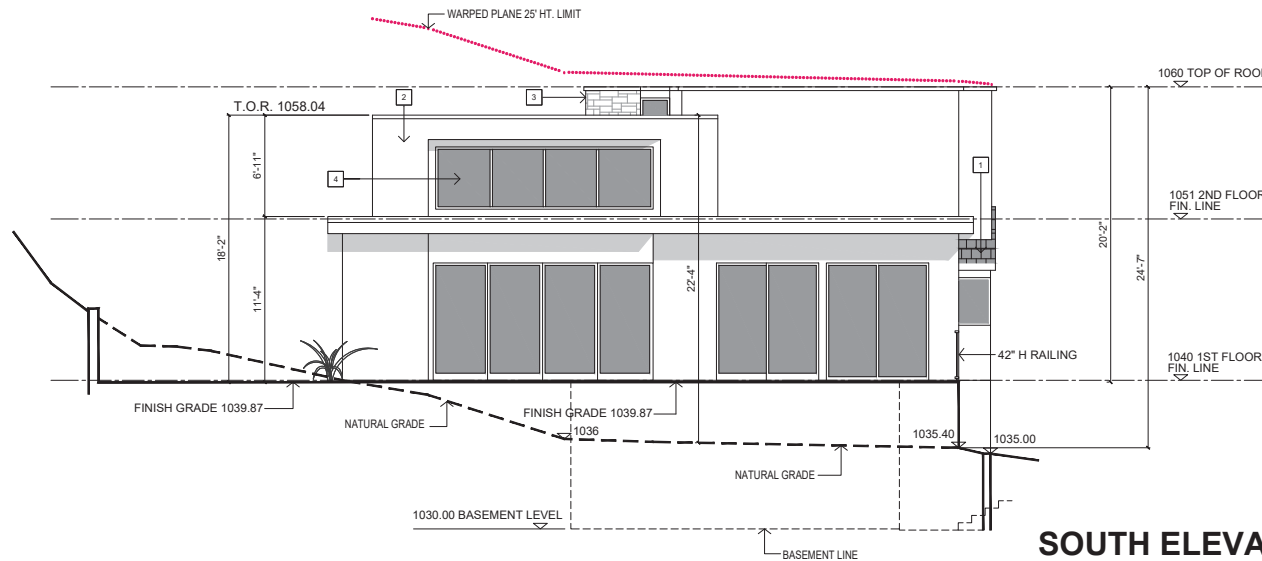 WARPED PLANE 25' HT. LIMIT
1060 TOP OF ROO
2
3
T.O.R. 1058.04
6'-11"
4
1
1051 2ND FLOOR
FIN. LINE
18'-2"
11'-4"
22'-4"
20'-2"
24'-7"
42" H RAILING
1040 1ST FLOOR
FIN. LINE
FINISH GRADE 1039.87
FINISH GRADE 1039.87
NATURAL GRADE
1036
1035.40
1035.00
NATURAL GRADE
1030.00 BASEMENT LEVEL
BASEMENT LINE
SOUTH ELEVA